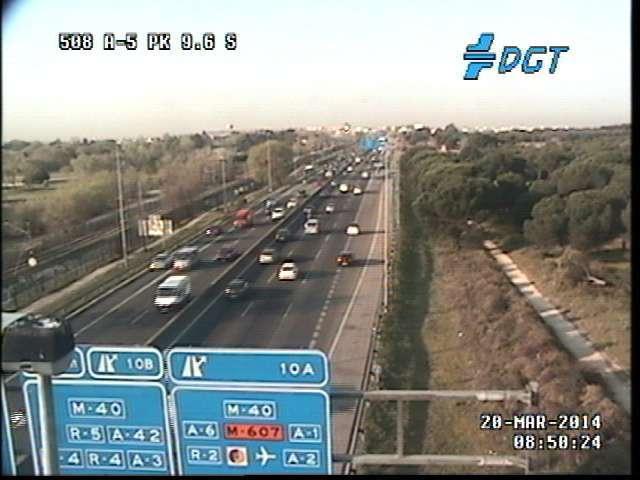 508 A-5 PK 9.6 S
DGT
10B
10A
M-40
R-5 A-42
R-4 A-3
M-40
A-6 M-607 A-1
R-2 A-2
20-MAR-2014
08:50:24